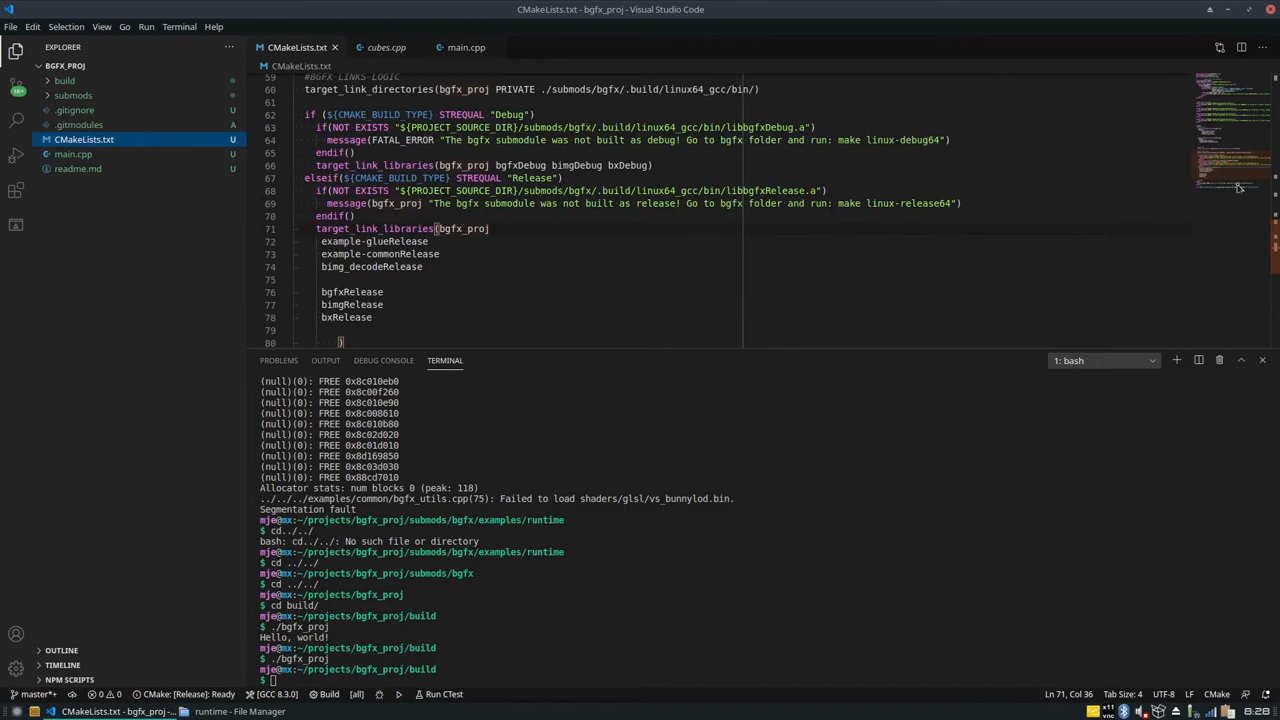 CMakeLists.txt - bgfx_proj - Visual Studio Code
File Edit Selection View Go Run Terminal Help
EXPLORER
CMakeLists.txt
cubes.cpp
main.cpp
BGFX_PROJ
CMakeLists.txt
build
submods
.gitignore U
.gitmodules A
CMakeLists.txt U
main.cpp U
readme.md U
59 #BGFX LINKS LOGIC
60 target_link_directories(bgfx_proj PRIVATE ./submods/bgfx/.build/linux64_gcc/bin/)
62 if (${CMAKE_BUILD_TYPE} STREQUAL "Debug")
63 if(NOT EXISTS "${PROJECT_SOURCE_DIR}/submods/bgfx/.build/linux64_gcc/bin/libbgfxDebug.a")
64 message(FATAL_ERROR "The bgfx submodule was not built as debug! Go to bgfx folder and run: make linux-debug64")
65 endif()
66 target_link_libraries(bgfx_proj bgfxDebug bimgDebug bxDebug)
67 elseif(${CMAKE_BUILD_TYPE} STREQUAL "Release")
68 if(NOT EXISTS "${PROJECT_SOURCE_DIR}/submods/bgfx/.build/linux64_gcc/bin/libbgfxRelease.a")
69 message(bgfx_proj "The bgfx submodule was not built as release! Go to bgfx folder and run: make linux-release64")
70 endif()
71 target_link_libraries(bgfx_proj
72 example-glueRelease
73 example-commonRelease
74 bimg_decodeRelease
76 bgfxRelease
77 bimgRelease
78 bxRelease
79
80 )
PROBLEMS OUTPUT DEBUG CONSOLE TERMINAL
1: bash
(null)(0): FREE 0x8c010eb0
(null)(0): FREE 0x8c00f260
(null)(0): FREE 0x8c010e90
(null)(0): FREE 0x8c008610
(null)(0): FREE 0x8c010b80
(null)(0): FREE 0x8c02d020
(null)(0): FREE 0x8c01d010
(null)(0): FREE 0x8d169850
(null)(0): FREE 0x8c03d030
(null)(0): FREE 0x88cd7010
Allocator stats: num blocks 0 (peak: 118)
../../../examples/common/bgfx_utils.cpp(75): Failed to load shaders/glsl/vs_bunnylod.bin.
Segmentation fault
mje@mx:~/projects/bgfx_proj/submods/bgfx/examples/runtime
$ cd../../
bash: cd../../: No such file or directory
mje@mx:~/projects/bgfx_proj/submods/bgfx/examples/runtime
$ cd ../../
mje@mx:~/projects/bgfx_proj/submods/bgfx
$ cd ../../
mje@mx:~/projects/bgfx_proj
$ cd build/
mje@mx:~/projects/bgfx_proj/build
$ ./bgfx_proj
Hello, world!
mje@mx:~/projects/bgfx_proj/build
$ ./bgfx_proj
mje@mx:~/projects/bgfx_proj/build
$
OUTLINE
TIMELINE
NPM SCRIPTS
master*+ 0 0 CMake: [Release]: Ready [GCC 8.3.0] Build [all] Run CTest Ln 71, Col 36 Tab Size: 4 UTF-8 LF CMake
CMakeLists.txt - bgfx_proj -... runtime - File Manager 8:28